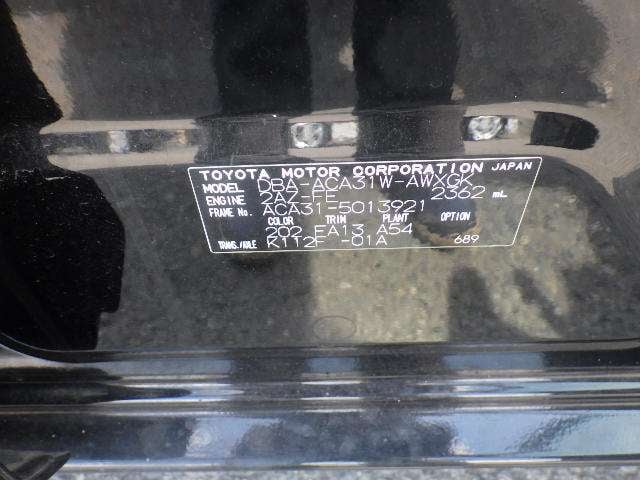 TOYOTA MOTOR CORPORATION JAPAN
MODEL DBA-ACA31W-AWXGK
ENGINE 2AZ-FE 2362 mL
FRAME No. ACA31-5013921
COLOR TRIM PLANT OPTION
202 FA13 A54
TRANS./AXLE K112F -01A 689